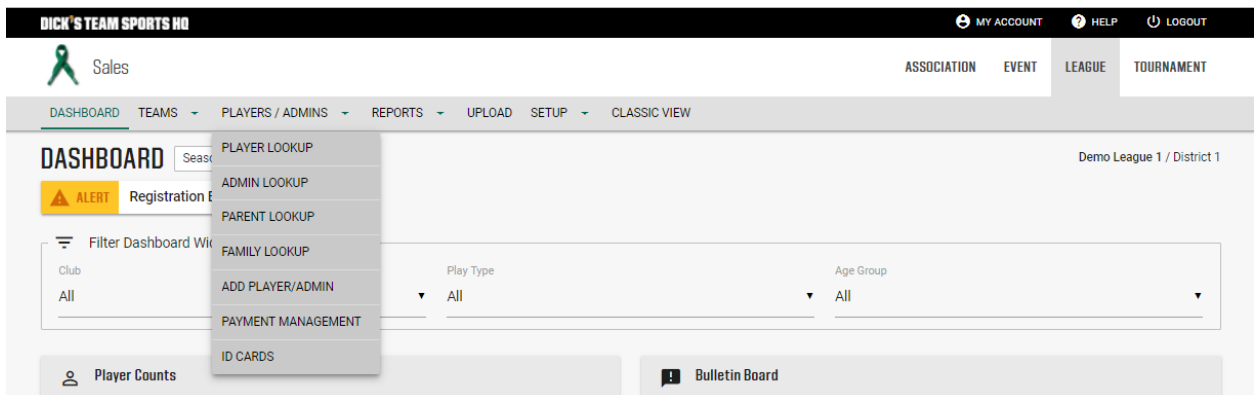 DICK'S TEAM SPORTS HQ MY ACCOUNT HELP LOGOUT
Sales ASSOCIATION EVENT LEAGUE TOURNAMENT
DASHBOARD TEAMS PLAYERS / ADMINS REPORTS UPLOAD SETUP CLASSIC VIEW
PLAYER LOOKUP
DASHBOARD Demo League 1 / District 1
ADMIN LOOKUP
ALERT Registration
PARENT LOOKUP
Filter Dashboard
FAMILY LOOKUP
Club Play Type Age Group
ADD PLAYER/ADMIN
All All All
PAYMENT MANAGEMENT
ID CARDS
Player Counts Bulletin Board